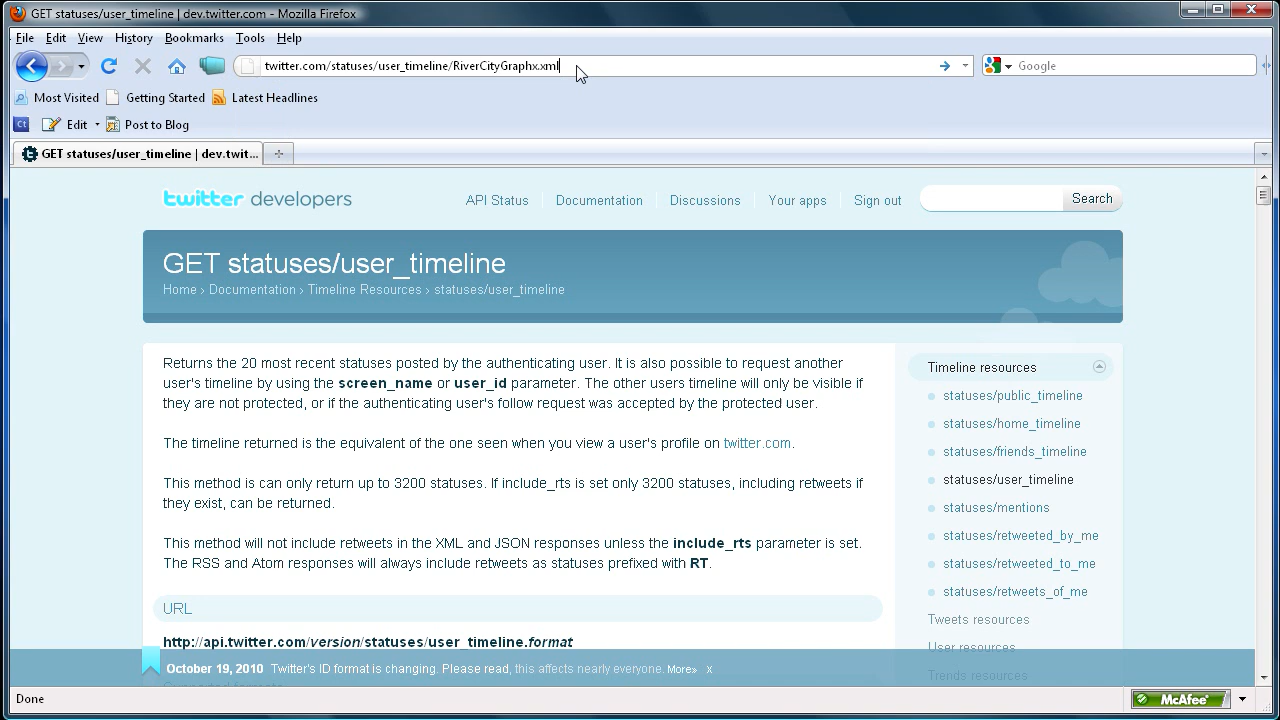 GET statuses/user_timeline | dev.twitter.com - Mozilla Firefox
File Edit View History Bookmarks Tools Help
twitter.com/statuses/user_timeline/RiverCityGraphx.xml
Google
Most Visited Getting Started Latest Headlines
Ct Edit Post to Blog
GET statuses/user_timeline | dev.twit...
twitter developers
API Status Documentation Discussions Your apps Sign out Search
GET statuses/user_timeline
Home › Documentation › Timeline Resources › statuses/user_timeline
Returns the 20 most recent statuses posted by the authenticating user. It is also possible to request another
user's timeline by using the screen_name or user_id parameter. The other users timeline will only be visible if
they are not protected, or if the authenticating user's follow request was accepted by the protected user.
The timeline returned is the equivalent of the one seen when you view a user's profile on twitter.com.
This method is can only return up to 3200 statuses. If include_rts is set only 3200 statuses, including retweets if
they exist, can be returned.
This method will not include retweets in the XML and JSON responses unless the include_rts parameter is set.
The RSS and Atom responses will always include retweets as statuses prefixed with RT.
URL
http://api.twitter.com/version/statuses/user_timeline.format
Timeline resources
statuses/public_timeline
statuses/home_timeline
statuses/friends_timeline
statuses/user_timeline
statuses/mentions
statuses/retweeted_by_me
statuses/retweeted_to_me
statuses/retweets_of_me
Tweets resources
User resources
Trends resources
October 19, 2010 Twitter's ID format is changing. Please read, this affects nearly everyone. More» x
Done
McAfee